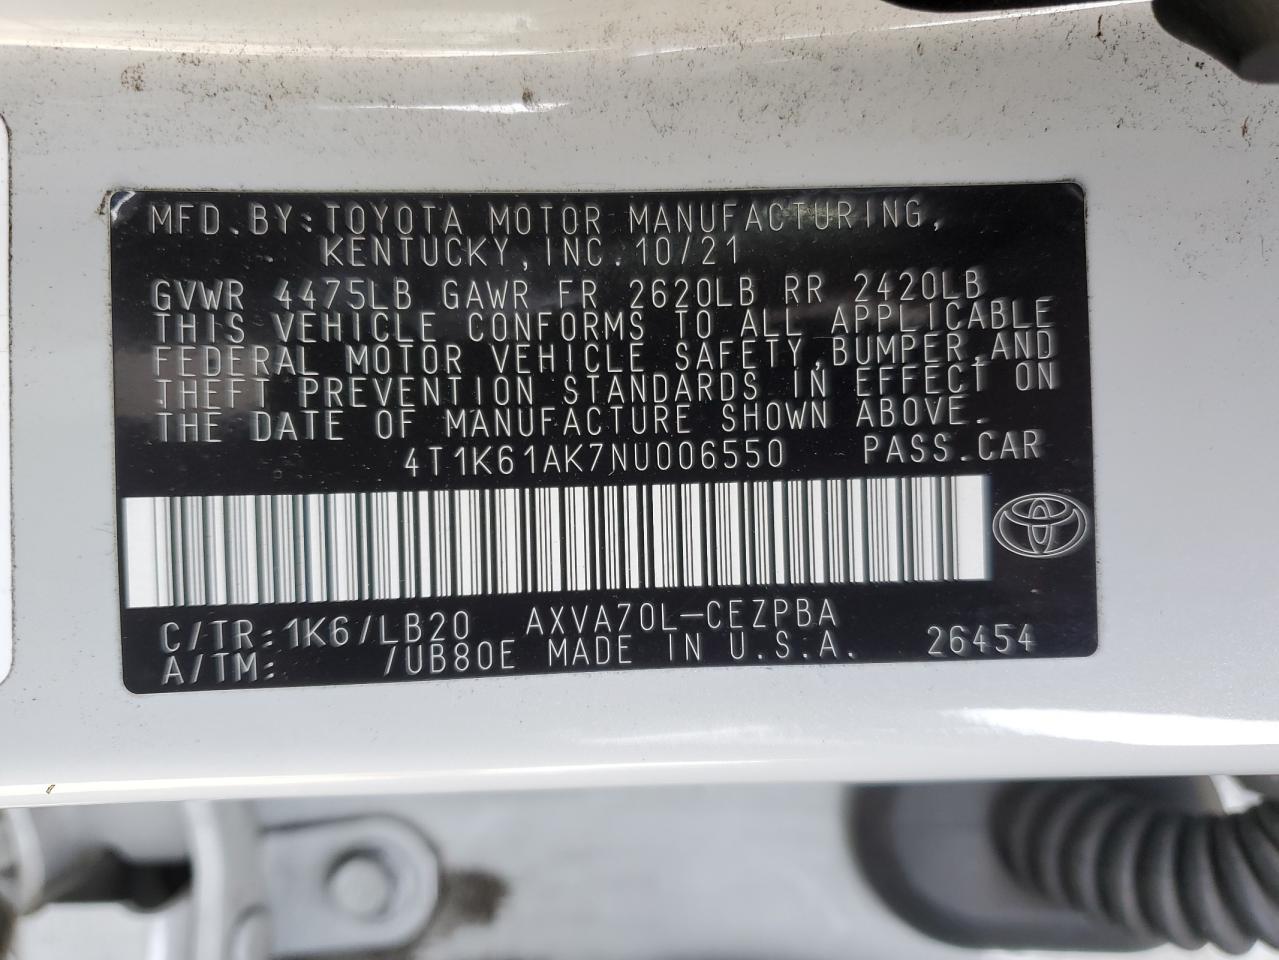 MFD.BY:TOYOTA MOTOR MANUFACTURING,
KENTUCKY,INC.10/21
GVWR 4475LB GAWR FR 2620LB RR 2420LB
THIS VEHICLE CONFORMS TO ALL APPLICABLE
FEDERAL MOTOR VEHICLE SAFETY,BUMPER,AND
THEFT PREVENTION STANDARDS IN EFFECT ON
THE DATE OF MANUFACTURE SHOWN ABOVE.
4T1K61AK7NU006550 PASS.CAR
C/TR:1K6/LB20 AXVA70L-CEZPBA
A/TM: /UB80E MADE IN U.S.A. 26454